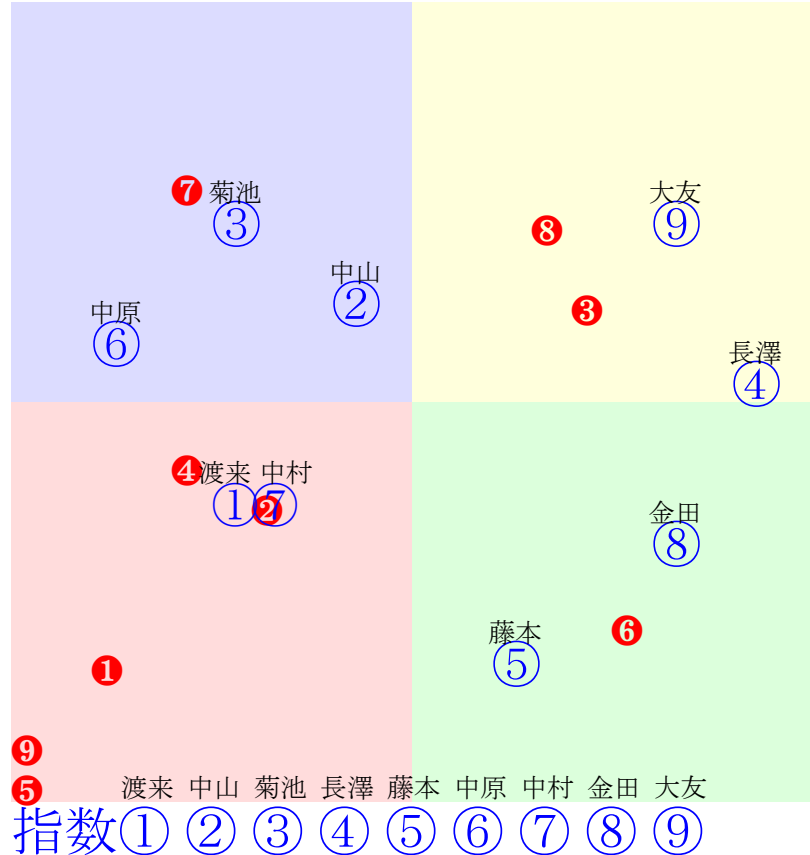 ❼ 菊池 大友
③ ❽ ⑨
中山
② ❸
中原
⑥ 長澤
④
❹ 渡来 中村
① ❷ ⑦ 金田
⑧
藤本 ❻
⑤
❶
❾
❺ 渡来 中山 菊池 長澤 藤本 中原 中村 金田 大友
指数 ① ② ③ ④ ⑤ ⑥ ⑦ ⑧ ⑨